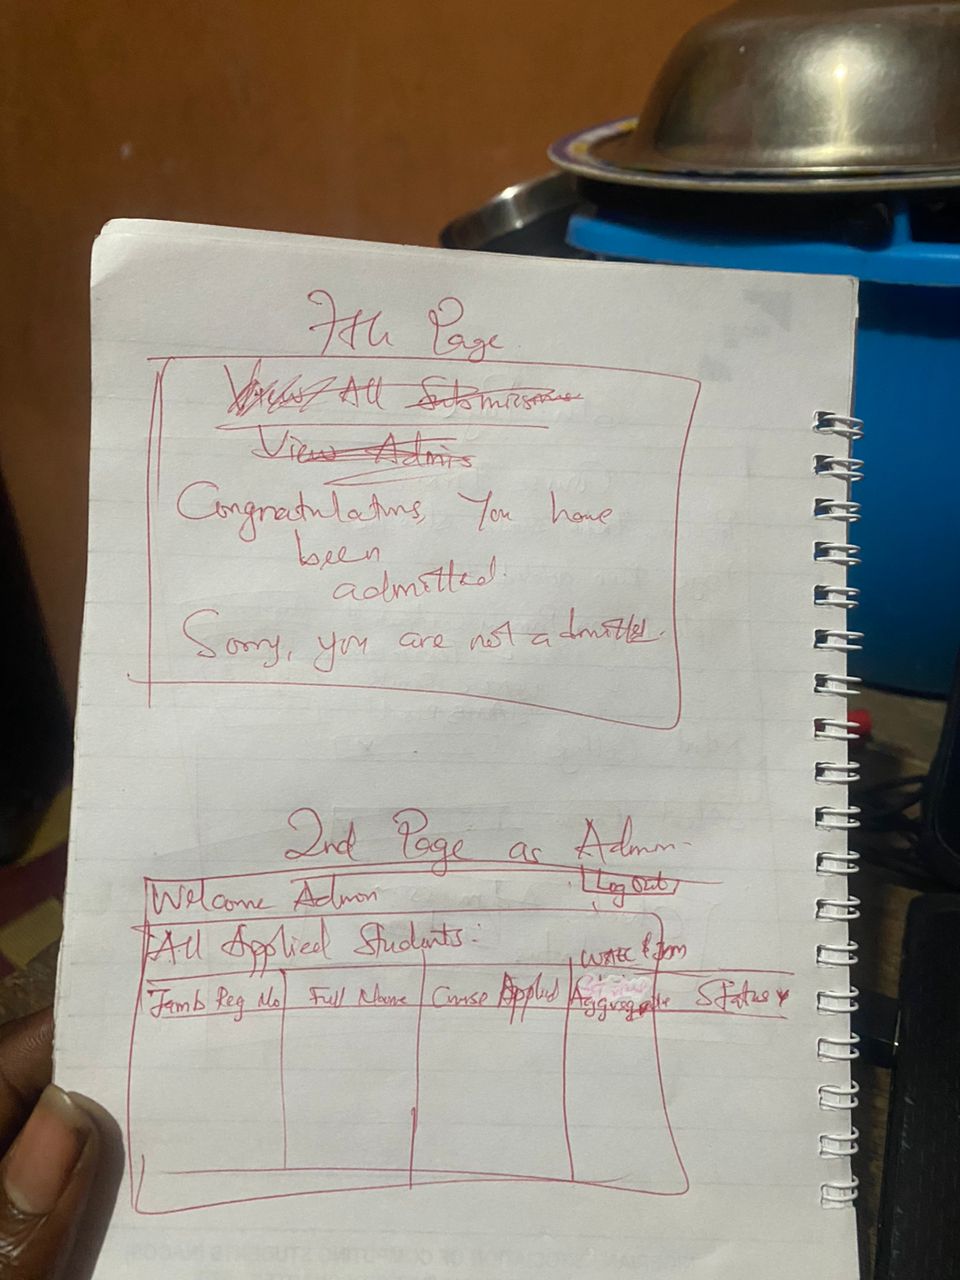 7th Page
View All Submissions
View Admis
Congratulations, You have
been
admitted.
Sorry, you are not admitted.
2nd Page as Admin
Welcome Admin Log Out
All Applied Students:
Jamb Reg No Full Name Course Applied WAEC & Jam Aggregate Status